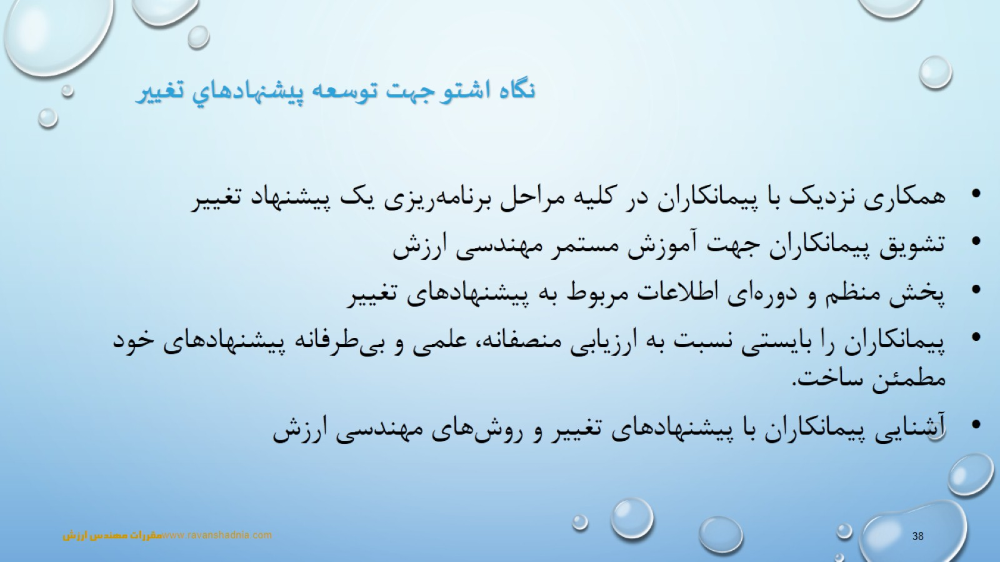 نگاه اشتو جهت توسعه پيشنهادهاي تغيير
• همکاری نزدیک با پیمانکاران در کلیه مراحل برنامه‌ریزی یک پیشنهاد تغییر
• تشویق پیمانکاران جهت آموزش مستمر مهندسی ارزش
• پخش منظم و دوره‌ای اطلاعات مربوط به پیشنهادهای تغییر
• پیمانکاران را بایستی نسبت به ارزیابی منصفانه، علمی و بی‌طرفانه پیشنهادهای خود
مطمئن ساخت.
• آشنایی پیمانکاران با پیشنهادهای تغییر و روش‌های مهندسی ارزش
مقررات مهندس ارزش www.ravanshadnia.com
38